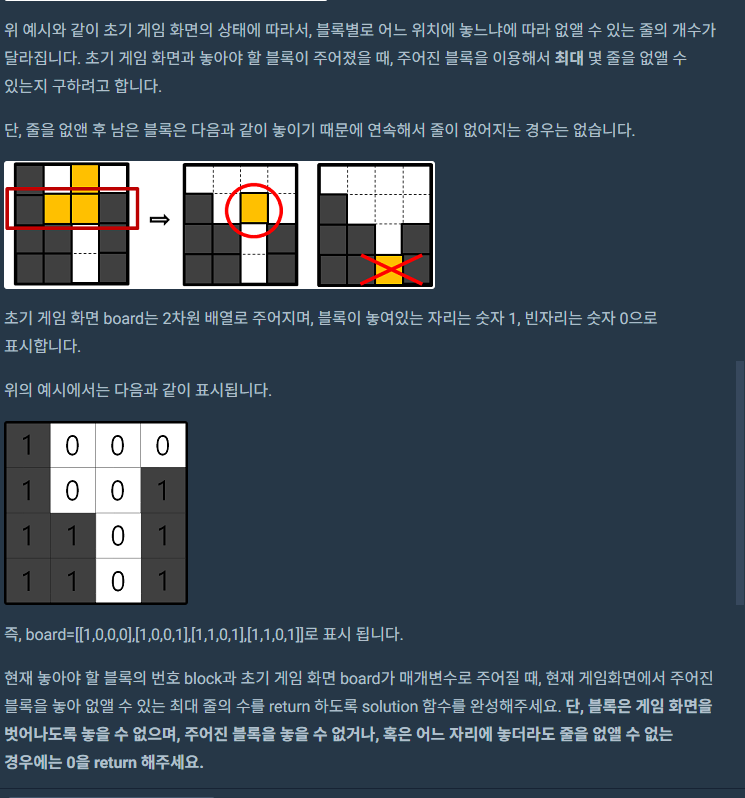 위 예시와 같이 초기 게임 화면의 상태에 따라서, 블록별로 어느 위치에 놓느냐에 따라 없앨 수 있는 줄의 개수가
달라집니다. 초기 게임 화면과 놓아야 할 블록이 주어졌을 때, 주어진 블록을 이용해서 최대 몇 줄을 없앨 수
있는지 구하려고 합니다.
단, 줄을 없앤 후 남은 블록은 다음과 같이 놓이기 때문에 연속해서 줄이 없어지는 경우는 없습니다.
⇨
초기 게임 화면 board는 2차원 배열로 주어지며, 블록이 놓여있는 자리는 숫자 1, 빈자리는 숫자 0으로
표시합니다.
위의 예시에서는 다음과 같이 표시됩니다.
1 0 0 0
1 0 0 1
1 1 0 1
1 1 0 1
즉, board=[[1,0,0,0],[1,0,0,1],[1,1,0,1],[1,1,0,1]]로 표시 됩니다.
현재 놓아야 할 블록의 번호 block과 초기 게임 화면 board가 매개변수로 주어질 때, 현재 게임화면에서 주어진
블록을 놓아 없앨 수 있는 최대 줄의 수를 return 하도록 solution 함수를 완성해주세요. 단, 블록은 게임 화면을
벗어나도록 놓을 수 없으며, 주어진 블록을 놓을 수 없거나, 혹은 어느 자리에 놓더라도 줄을 없앨 수 없는
경우에는 0을 return 해주세요.